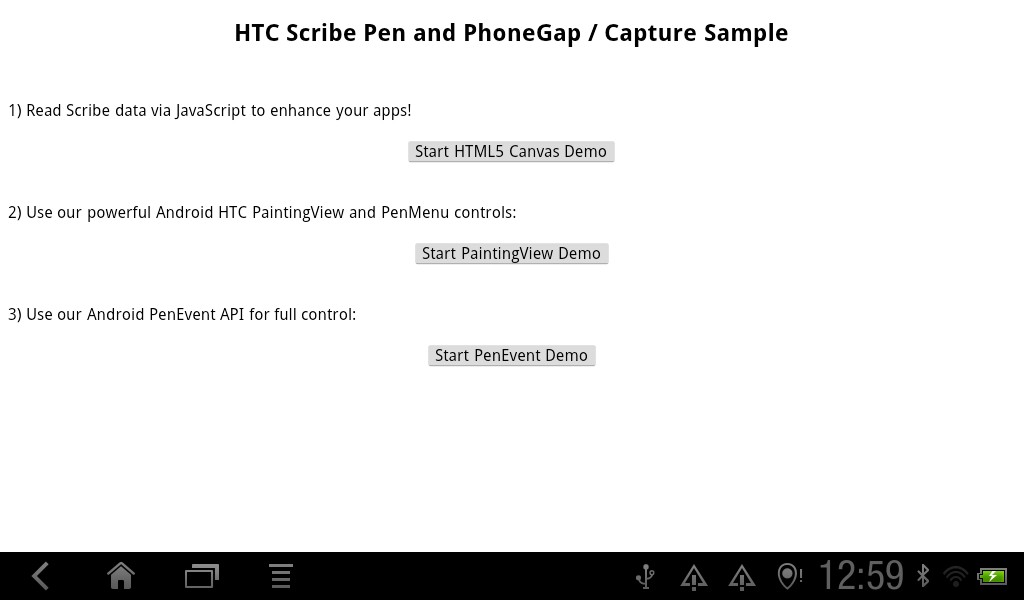 HTC Scribe Pen and PhoneGap / Capture Sample
1) Read Scribe data via JavaScript to enhance your apps!
Start HTML5 Canvas Demo
2) Use our powerful Android HTC PaintingView and PenMenu controls:
Start PaintingView Demo
3) Use our Android PenEvent API for full control:
Start PenEvent Demo
12:59